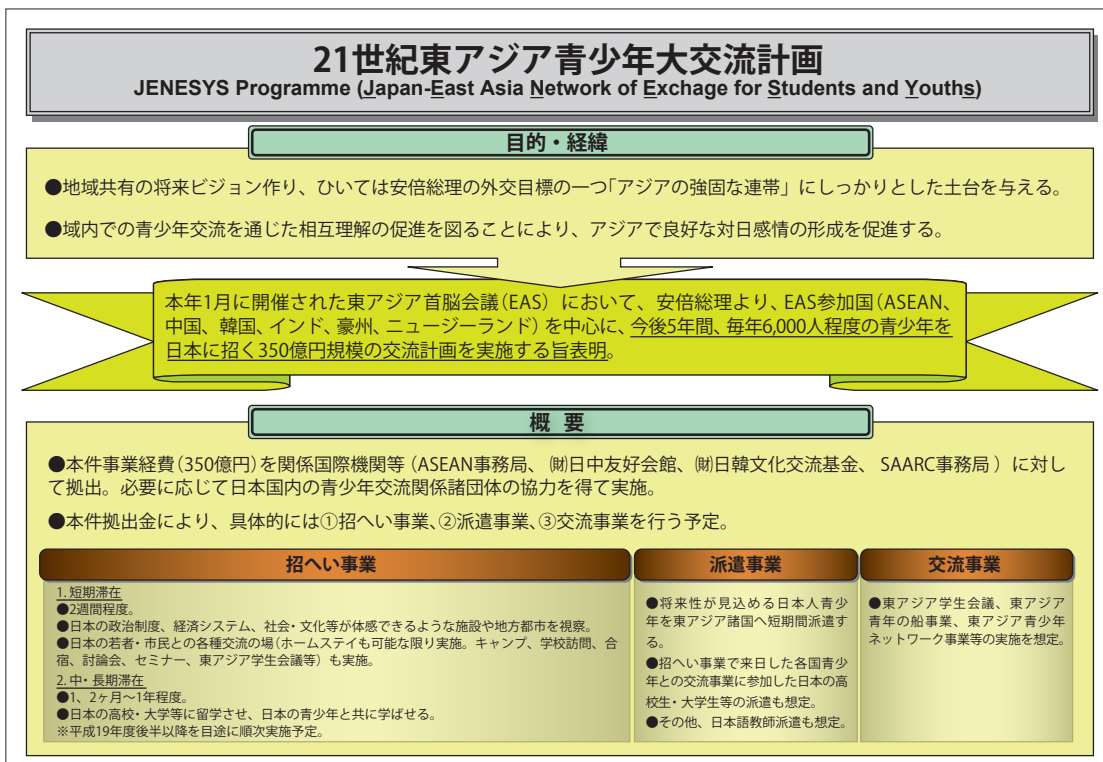 21世紀東アジア青少年大交流計画
JENESYS Programme (Japan-East Asia Network of Exchage for Students and Youths)
目的・経緯
●地域共有の将来ビジョン作り、ひいては安倍総理の外交目標の一つ「アジアの強固な連帯」にしっかりとした土台を与える。
●域内での青少年交流を通じた相互理解の促進を図ることにより、アジアで良好な対日感情の形成を促進する。
本年1月に開催された東アジア首脳会議(EAS)において、安倍総理より、EAS参加国(ASEAN、
中国、韓国、インド、豪州、ニュージーランド)を中心に、今後5年間、毎年6,000人程度の青少年を
日本に招く350億円規模の交流計画を実施する旨表明。
概 要
●本件事業経費(350億円)を関係国際機関等(ASEAN事務局、㈶日中友好会館、㈶日韓文化交流基金、SAARC事務局)に対し
て拠出。必要に応じて日本国内の青少年交流関係諸団体の協力を得て実施。
●本件拠出金により、具体的には①招へい事業、②派遣事業、③交流事業を行う予定。
招へい事業
1. 短期滞在
●2週間程度。
●日本の政治制度、経済システム、社会・文化等が体感できるような施設や地方都市を視察。
●日本の若者・市民との各種交流の場(ホームステイも可能な限り実施。キャンプ、学校訪問、合
宿、討論会、セミナー、東アジア学生会議等)も実施。
2. 中・長期滞在
●1、2ヶ月〜1年程度。
●日本の高校・大学等に留学させ、日本の青少年と共に学ばせる。
※平成19年度後半以降を目途に順次実施予定。
派遣事業
●将来性が見込める日本人青少
年を東アジア諸国へ短期間派遣す
る。
●招へい事業で来日した各国青少
年との交流事業に参加した日本の高
校生・大学生等の派遣も想定。
●その他、日本語教師派遣も想定。
交流事業
●東アジア学生会議、東アジア
青年の船事業、東アジア青少年
ネットワーク事業等の実施を想定。